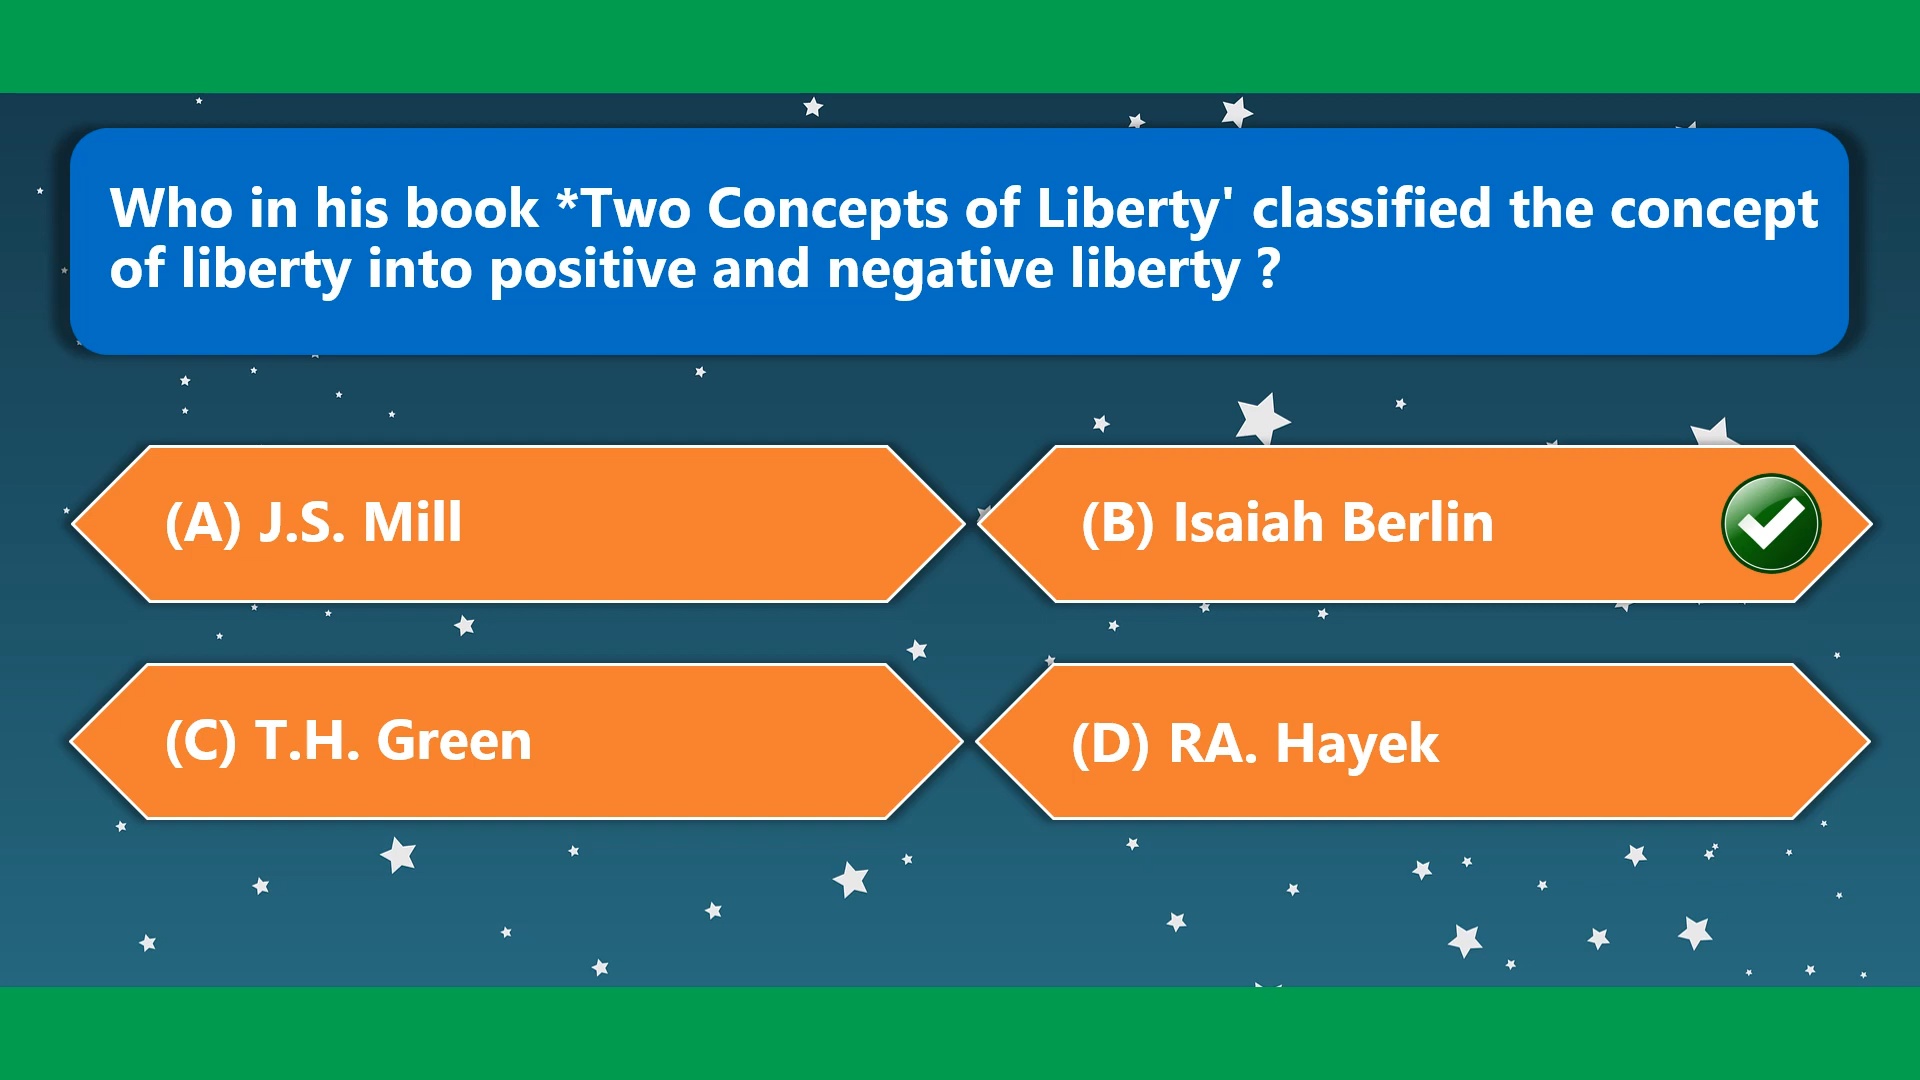 Who in his book *Two Concepts of Liberty' classified the concept
of liberty into positive and negative liberty ?
(A) J.S. Mill
(B) Isaiah Berlin
(C) T.H. Green
(D) RA. Hayek